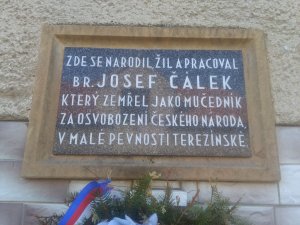 ZDE SE NARODIL, ŽIL A PRACOVAL
BR. JOSEF ČÁLEK
KTERÝ ZEMŘEL JAKO MUČEDNÍK
ZA OSVOBOZENÍ ČESKÉHO NÁRODA,
V MALÉ PEVNOSTI TEREZÍNSKÉ.